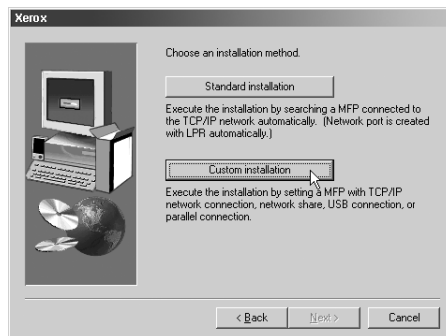 Xerox
Choose an installation method.
Standard installation
Execute the installation by searching a MFP connected to
the TCP/IP network automatically. (Network port is created
with LPR automatically.)
Custom installation
Execute the installation by setting a MFP with TCP/IP
network connection, network share, USB connection, or
parallel connection.
< Back
Next >
Cancel